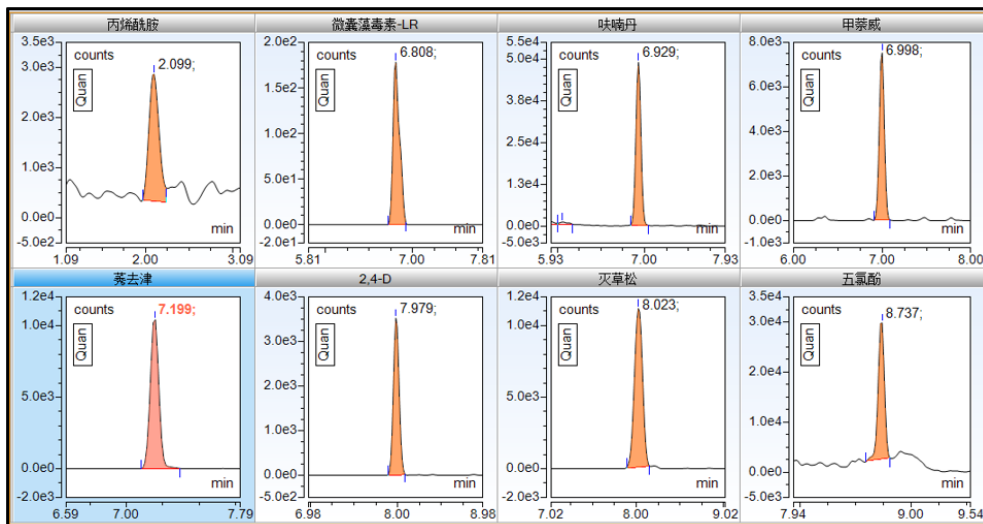 丙烯酰胺
3.5e3
counts
2.099;
3.0e3
Quan
2.0e3
1.0e3
0.0e0
min
-5.0e2
1.09
2.00
3.09
微囊藻毒素-LR
2.0e2
counts
6.808;
Quan
1.5e2
1.0e2
5.0e1
0.0e0
min
-2.0e1
5.81
7.00
7.81
呋喃丹
5.5e4
counts
6.929;
5.0e4
Quan
3.8e4
2.5e4
1.3e4
0.0e0
min
-5.0e3
5.93
7.00
7.93
甲萘威
8.0e3
counts
6.998;
Quan
6.0e3
4.0e3
2.0e3
0.0e0
min
-1.0e3
6.00
7.00
8.00
莠去津
1.2e4
counts
7.199;
1.0e4
Quan
5.0e3
0.0e0
min
-2.0e3
6.59
7.00
7.79
2,4-D
4.0e3
counts
7.979;
Quan
3.0e3
2.0e3
1.0e3
0.0e0
min
-5.0e2
6.98
8.00
8.98
灭草松
1.2e4
counts
8.023;
1.0e4
Quan
5.0e3
0.0e0
min
-2.0e3
7.02
8.00
9.02
五氯酚
3.5e4
counts
8.737;
3.0e4
Quan
2.0e4
1.0e4
0.0e0
min
-5.0e3
7.94
9.00
9.54